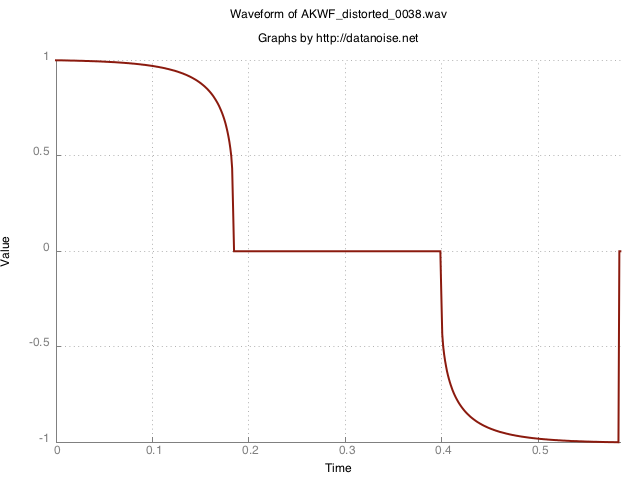 Waveform of AKWF_distorted_0038.wav
Graphs by http://datanoise.net
1
0.5
0
-0.5
-1
Value
0 0.1 0.2 0.3 0.4 0.5
Time